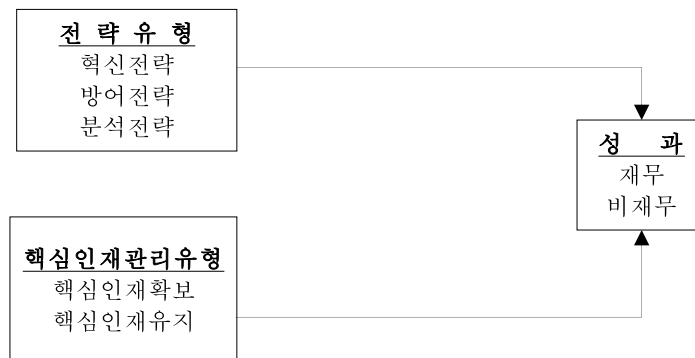 전 략 유 형
혁신전략
방어전략
분석전략
성 과
재무
비재무
핵심인재관리유형
핵심인재확보
핵심인재유지